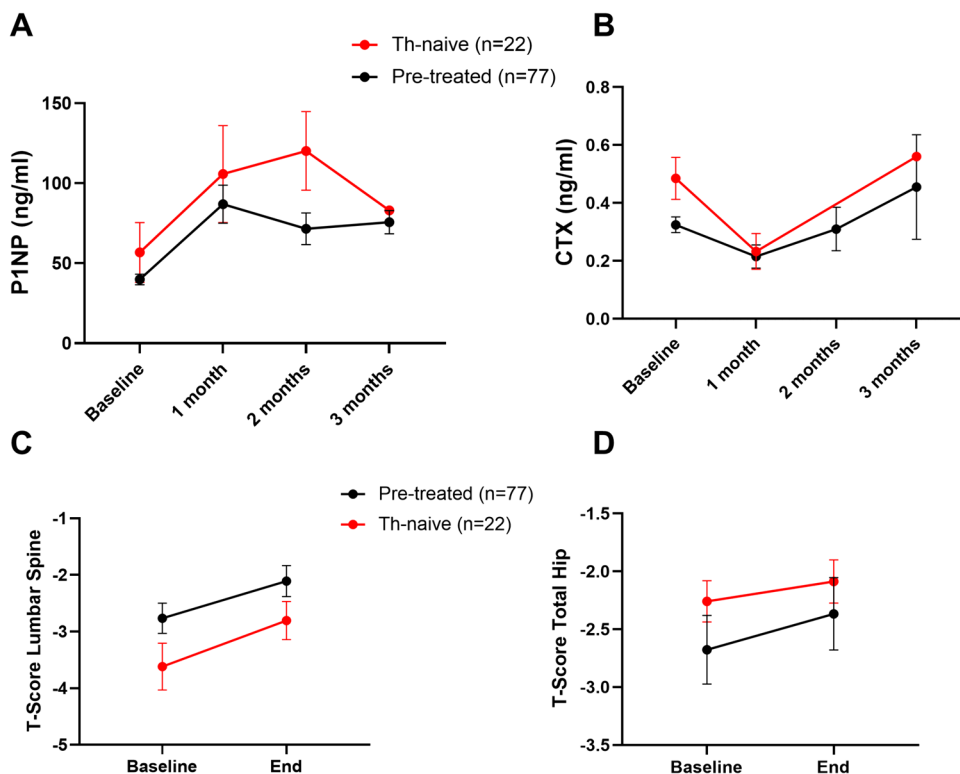 A
Th-naive (n=22)
Pre-treated (n=77)
P1NP (ng/ml)
150
100
50
0
Baseline
1 month
2 months
3 months
B
CTX (ng/ml)
0.8
0.6
0.4
0.2
0.0
Baseline
1 month
2 months
3 months
C
Pre-treated (n=77)
Th-naive (n=22)
T-Score Lumbar Spine
-1
-2
-3
-4
-5
Baseline
End
D
T-Score Total Hip
-1.5
-2.0
-2.5
-3.0
-3.5
Baseline
End